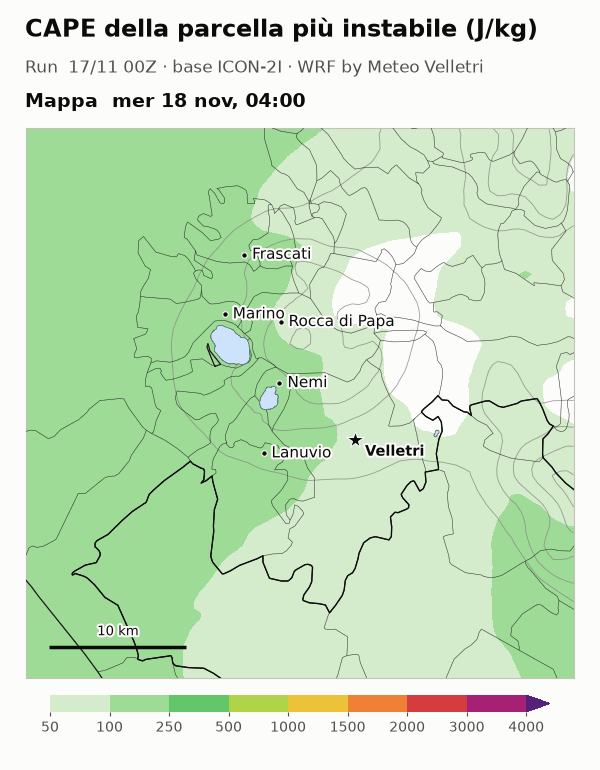 CAPE della parcella più instabile (J/kg)
Run  17/11 00Z · base ICON-2I · WRF by Meteo Velletri
Mappa  mer 18 nov, 04:00
Frascati
Marino
Rocca di Papa
Nemi
Velletri
Lanuvio
10 km
50 100 250 500 1000 1500 2000 3000 4000